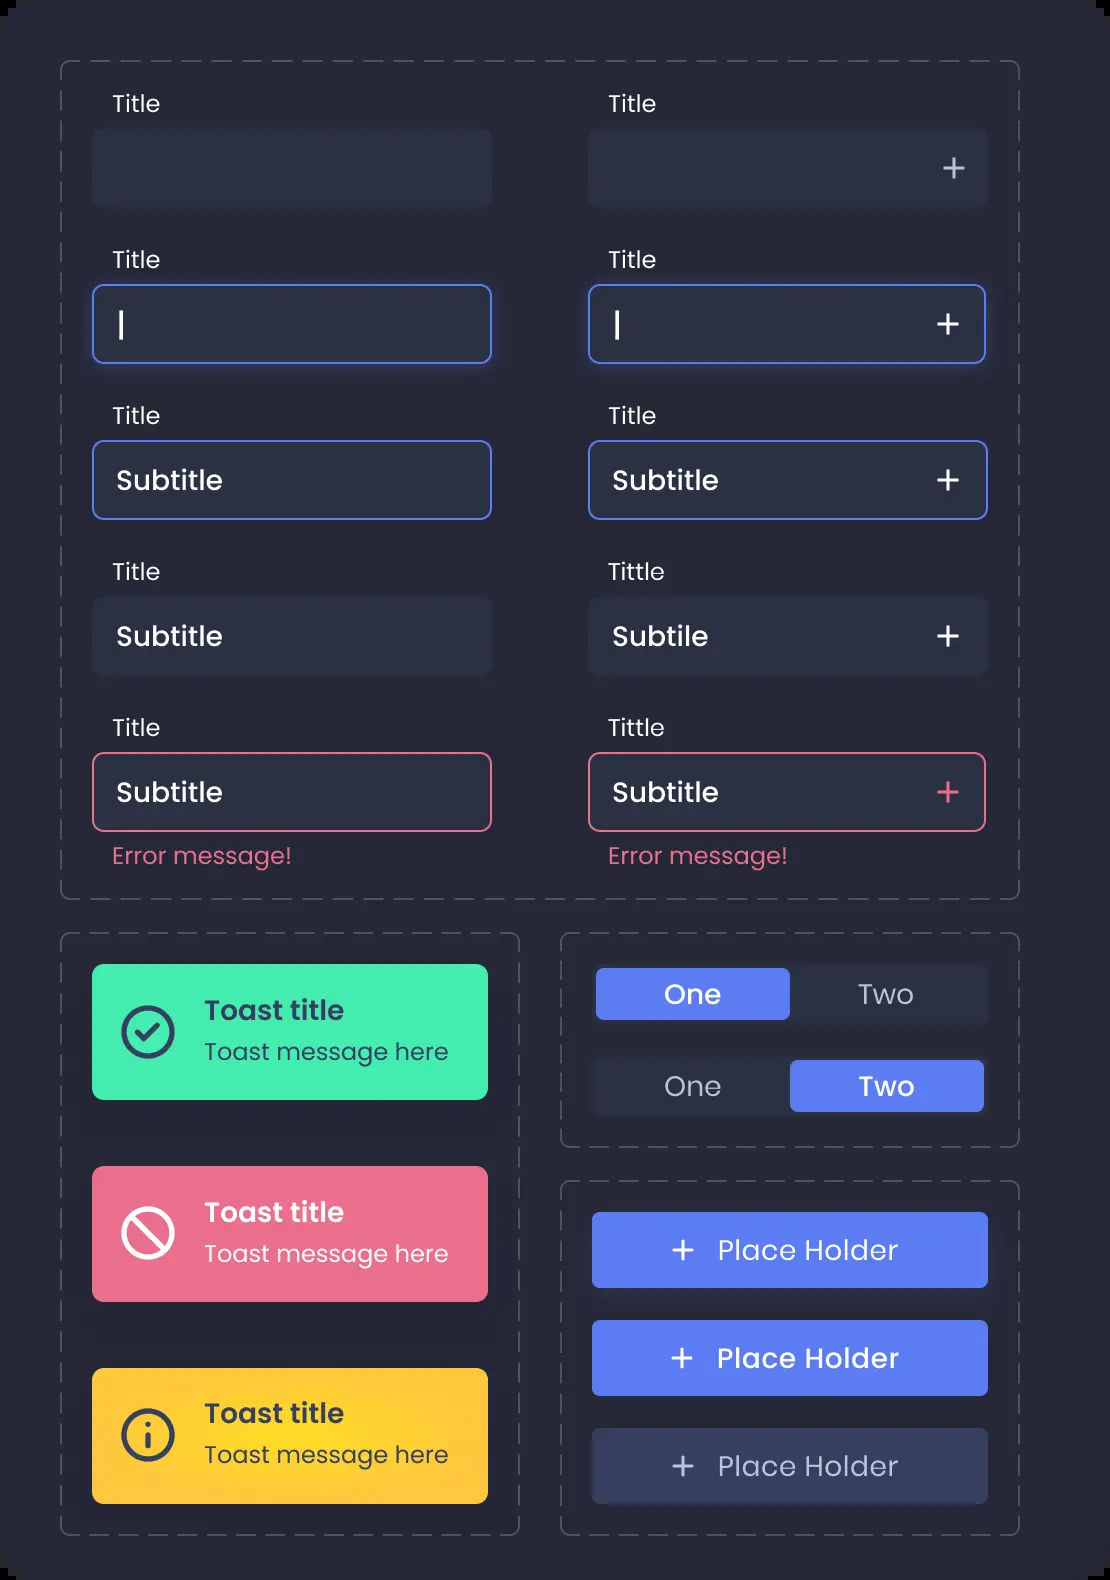 Title
Title
Title
Title
Title
Title
Subtitle
Subtitle
Title
Tittle
Subtitle
Subtile
Title
Tittle
Subtitle
Subtitle
Error message!
Error message!
Toast title
Toast message here
Toast title
Toast message here
Toast title
Toast message here
One
Two
One
Two
Place Holder
Place Holder
Place Holder